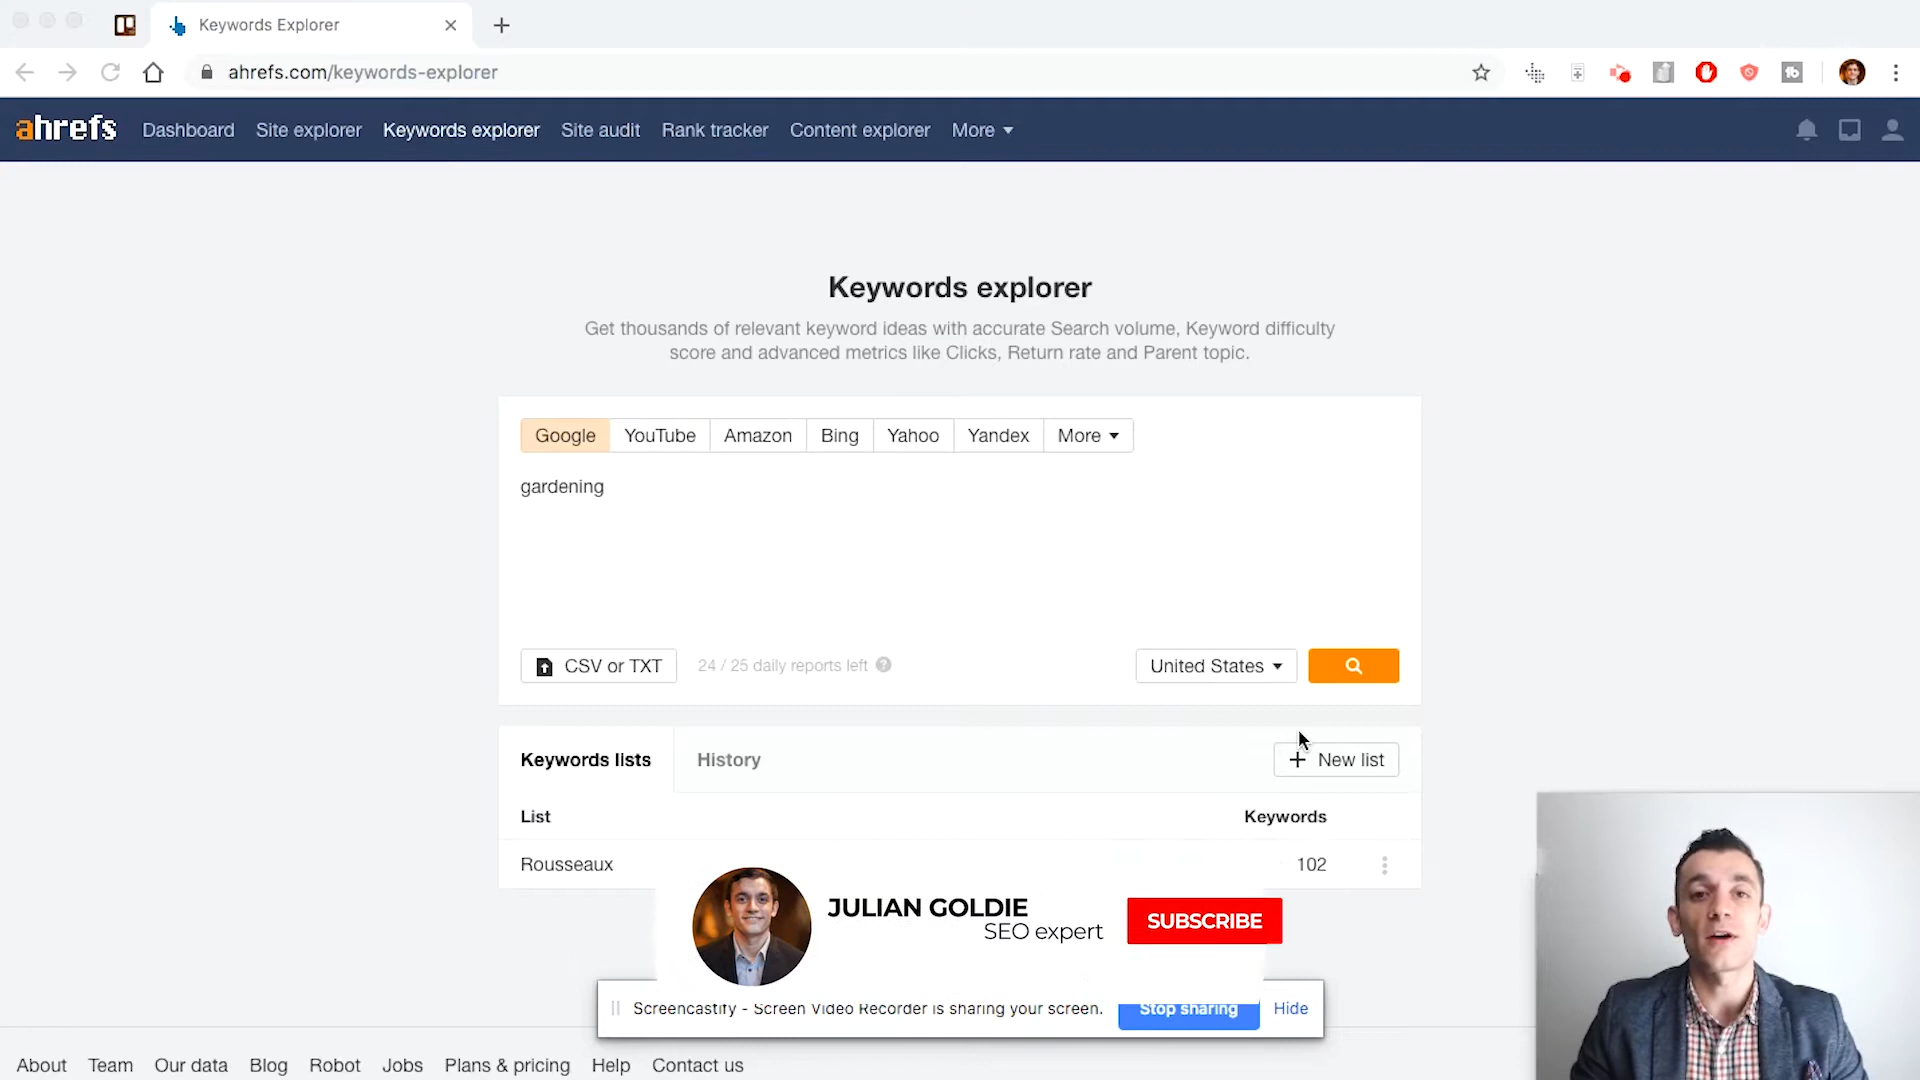 Keywords Explorer
ahrefs.com/keywords-explorer
ahrefs Dashboard Site explorer Keywords explorer Site audit Rank tracker Content explorer More
Keywords explorer
Get thousands of relevant keyword ideas with accurate Search volume, Keyword difficulty
score and advanced metrics like Clicks, Return rate and Parent topic.
Google YouTube Amazon Bing Yahoo Yandex More
gardening
CSV or TXT 24 / 25 daily reports left ? United States
Keywords lists History + New list
List Keywords
Rousseaux 102
JULIAN GOLDIE
SEO expert
SUBSCRIBE
Screencastify - Screen Video Recorder is sharing your screen. Stop sharing Hide
About Team Our data Blog Robot Jobs Plans & pricing Help Contact us